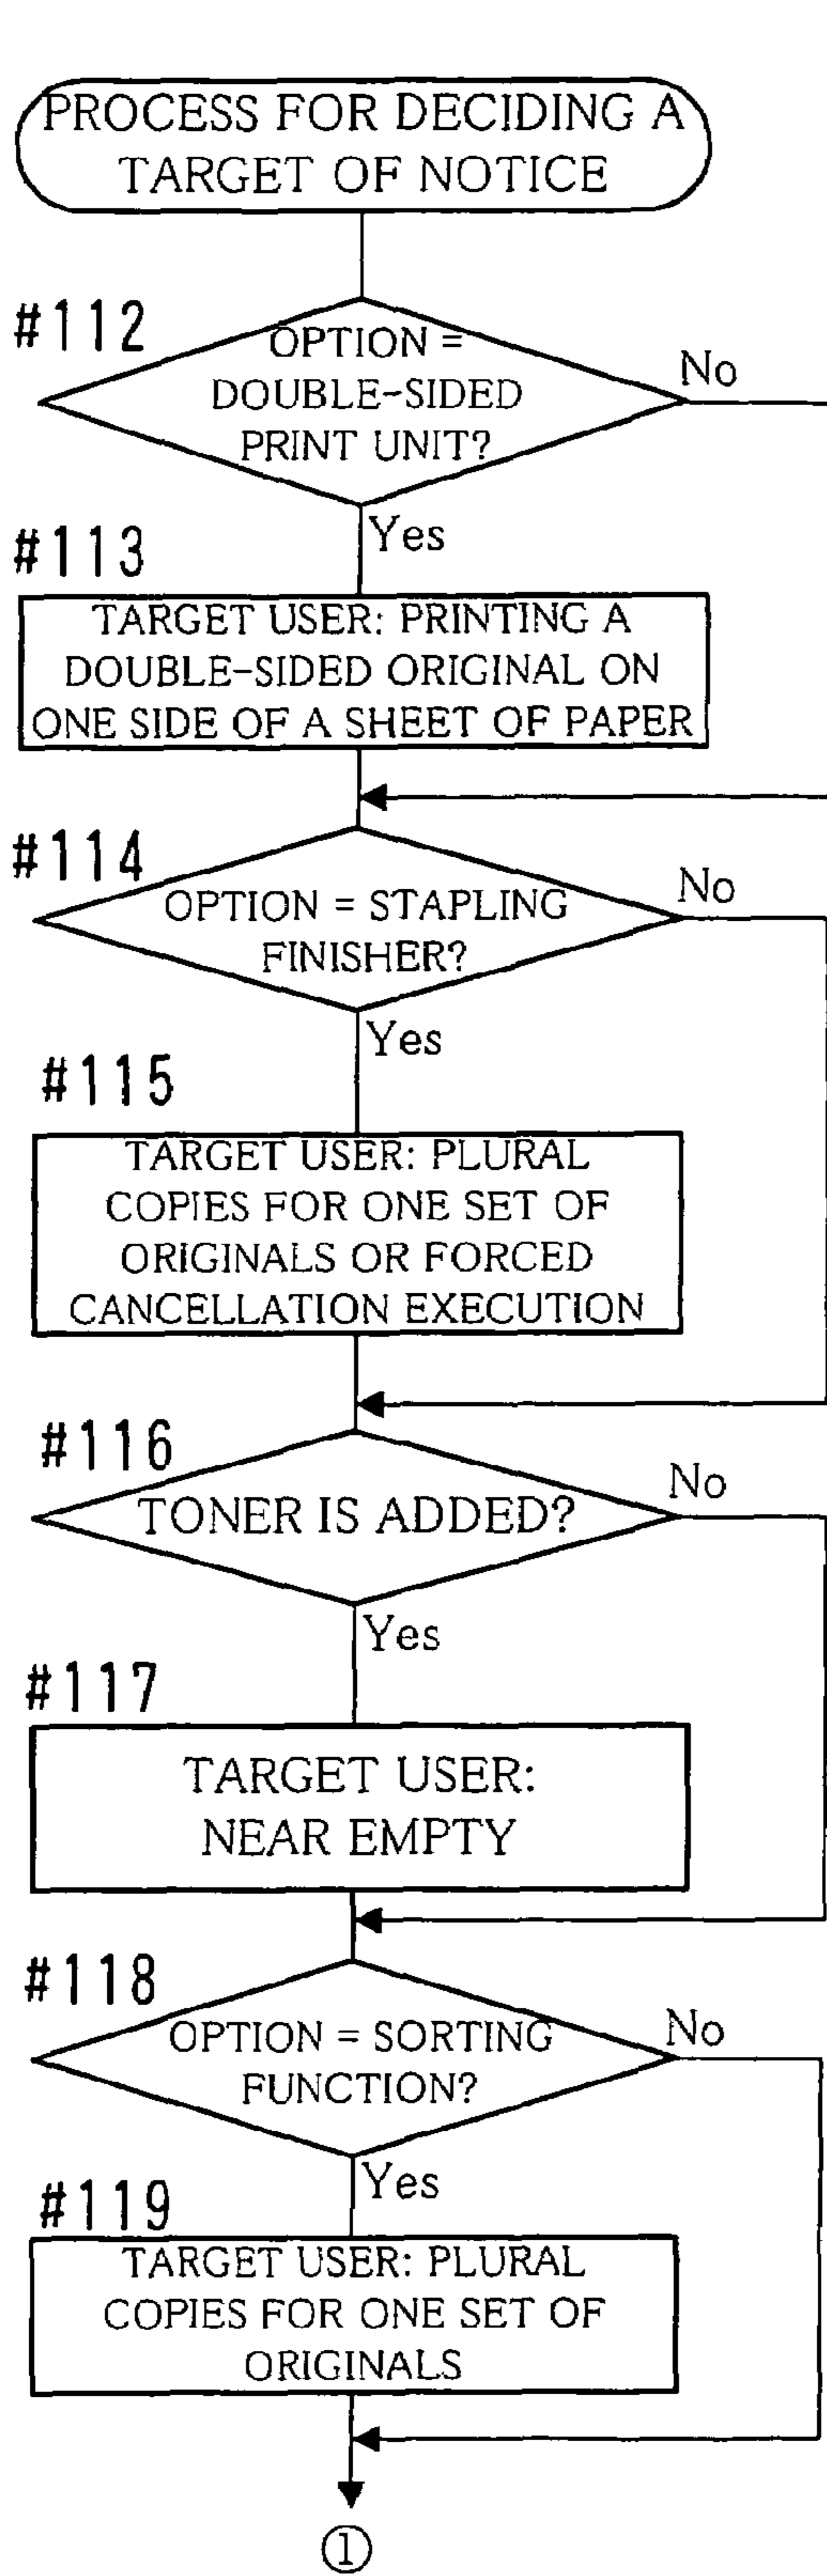 PROCESS FOR DECIDING A
TARGET OF NOTICE
#112
OPTION =
DOUBLE-SIDED
PRINT UNIT?
No
Yes
#113
TARGET USER: PRINTING A
DOUBLE-SIDED ORIGINAL ON
ONE SIDE OF A SHEET OF PAPER
#114
OPTION = STAPLING
FINISHER?
No
Yes
#115
TARGET USER: PLURAL
COPIES FOR ONE SET OF
ORIGINALS OR FORCED
CANCELLATION EXECUTION
#116
TONER IS ADDED?
No
Yes
#117
TARGET USER:
NEAR EMPTY
#118
OPTION = SORTING
FUNCTION?
No
Yes
#119
TARGET USER: PLURAL
COPIES FOR ONE SET OF
ORIGINALS
①